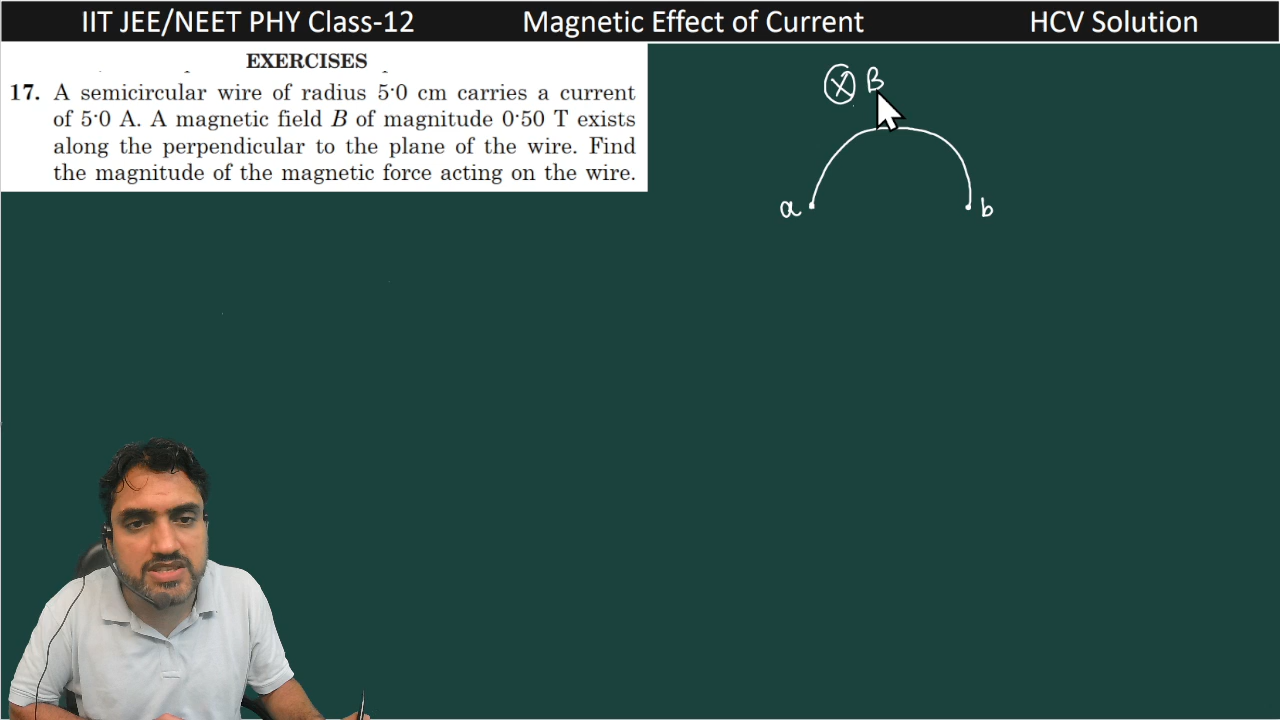 IIT JEE/NEET PHY Class-12 Magnetic Effect of Current HCV Solution
EXERCISES
17. A semicircular wire of radius 5·0 cm carries a current
of 5·0 A. A magnetic field B of magnitude 0·50 T exists
along the perpendicular to the plane of the wire. Find
the magnitude of the magnetic force acting on the wire.
B
a b